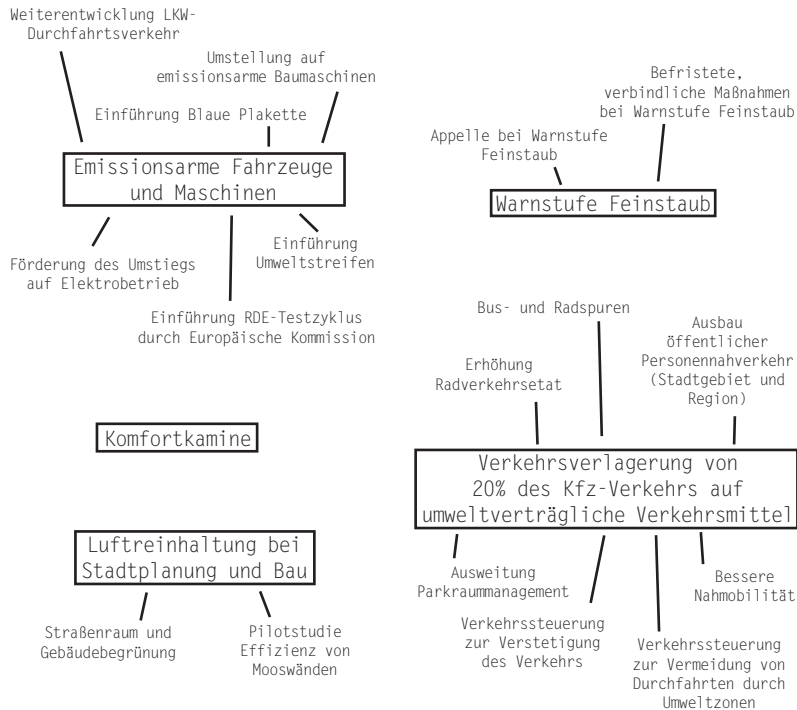 Weiterentwicklung LKW-
Durchfahrtsverkehr
Umstellung auf
emissionsarme Baumaschinen
Einführung Blaue Plakette
Emissionsarme Fahrzeuge
und Maschinen
Förderung des Umstiegs
auf Elektrobetrieb
Einführung
Umweltstreifen
Einführung RDE-Testzyklus
durch Europäische Kommission
Befristete,
verbindliche Maßnahmen
bei Warnstufe Feinstaub
Appelle bei Warnstufe
Feinstaub
Warnstufe Feinstaub
Komfortkamine
Bus- und Radspuren
Ausbau
öffentlicher
Personennahverkehr
(Stadtgebiet und
Region)
Erhöhung
Radverkehrsetat
Verkehrsverlagerung von
20% des Kfz-Verkehrs auf
umweltverträgliche Verkehrsmittel
Ausweitung
Parkraummanagement
Bessere
Nahmobilität
Verkehrssteuerung
zur Verstetigung
des Verkehrs
Verkehrssteuerung
zur Vermeidung von
Durchfahrten durch
Umweltzonen
Luftreinhaltung bei
Stadtplanung und Bau
Straßenraum und
Gebäudebegrünung
Pilotstudie
Effizienz von
Mooswänden